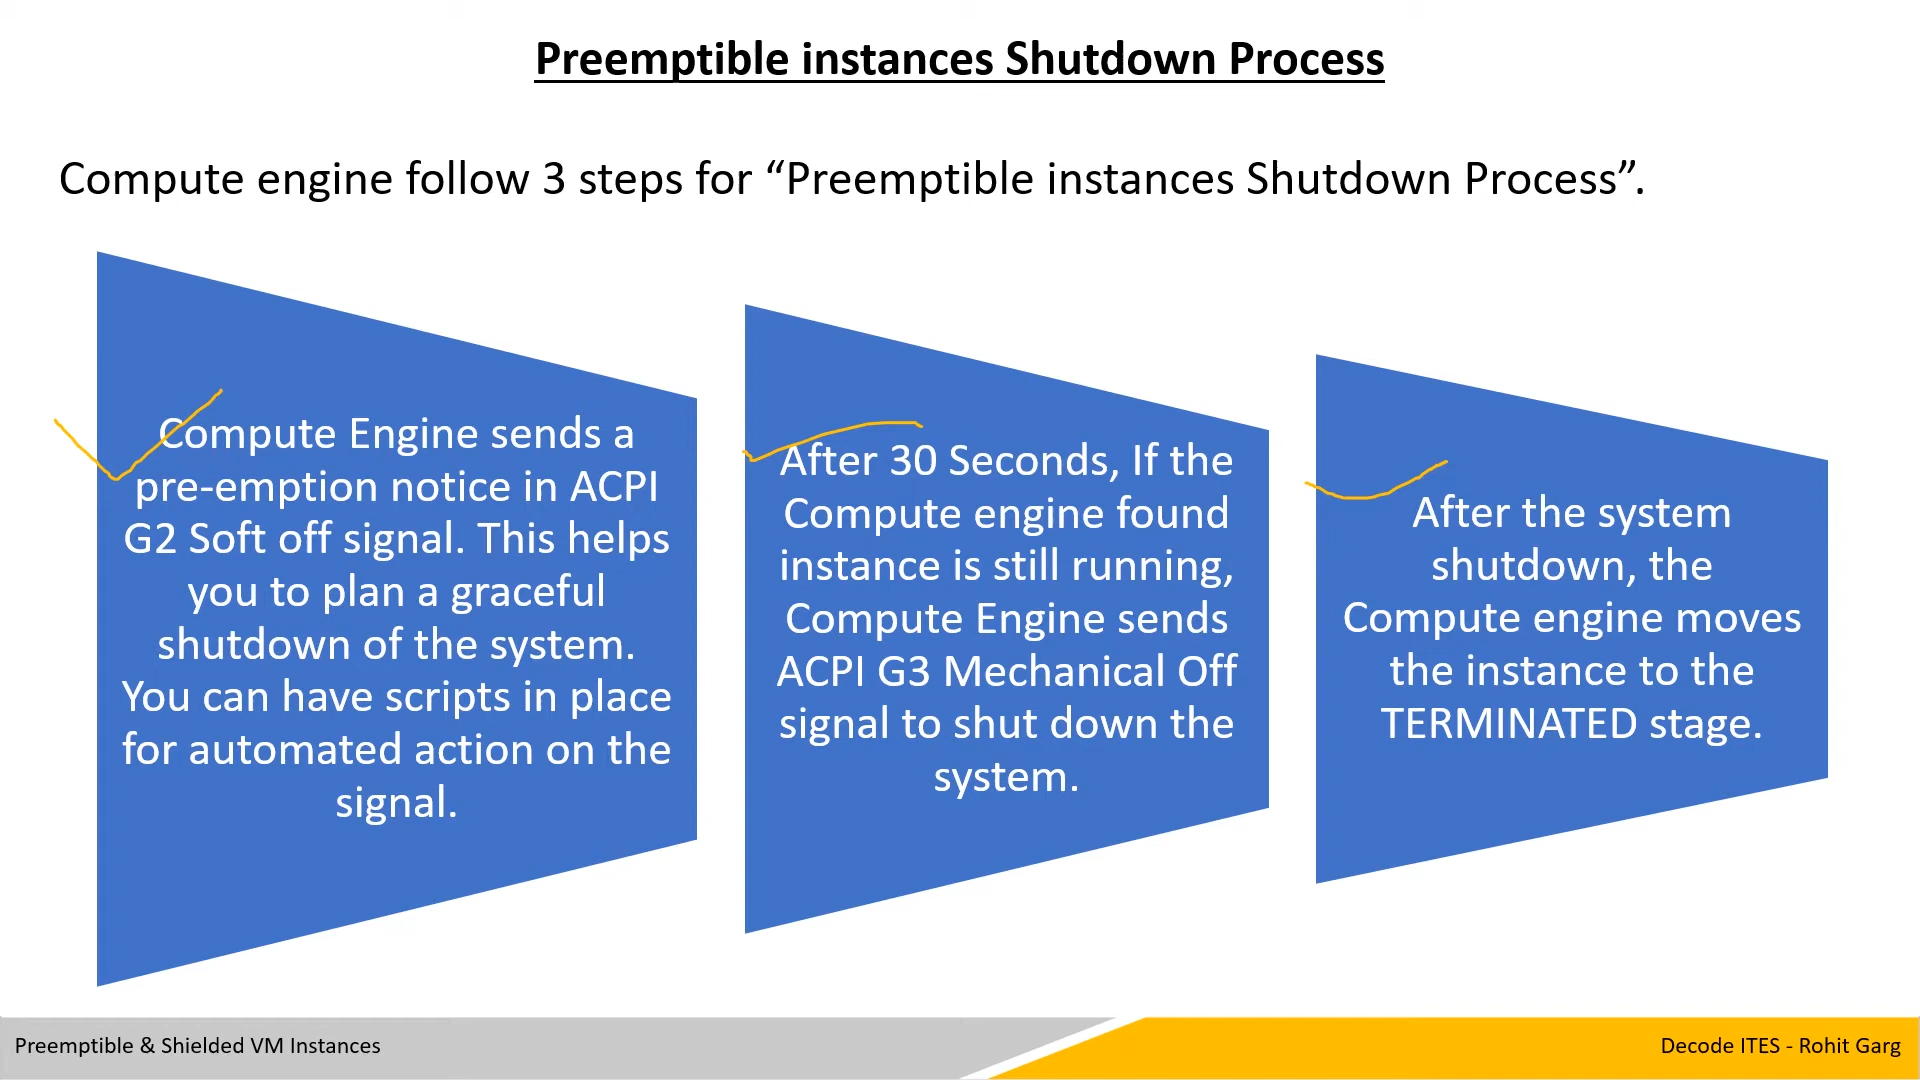 Preemptible instances Shutdown Process
Compute engine follow 3 steps for “Preemptible instances Shutdown Process”.
Compute Engine sends a
pre-emption notice in ACPI
G2 Soft off signal. This helps
you to plan a graceful
shutdown of the system.
You can have scripts in place
for automated action on the
signal.
After 30 Seconds, If the
Compute engine found
instance is still running,
Compute Engine sends
ACPI G3 Mechanical Off
signal to shut down the
system.
After the system
shutdown, the
Compute engine moves
the instance to the
TERMINATED stage.
Preemptible & Shielded VM Instances
Decode ITES - Rohit Garg